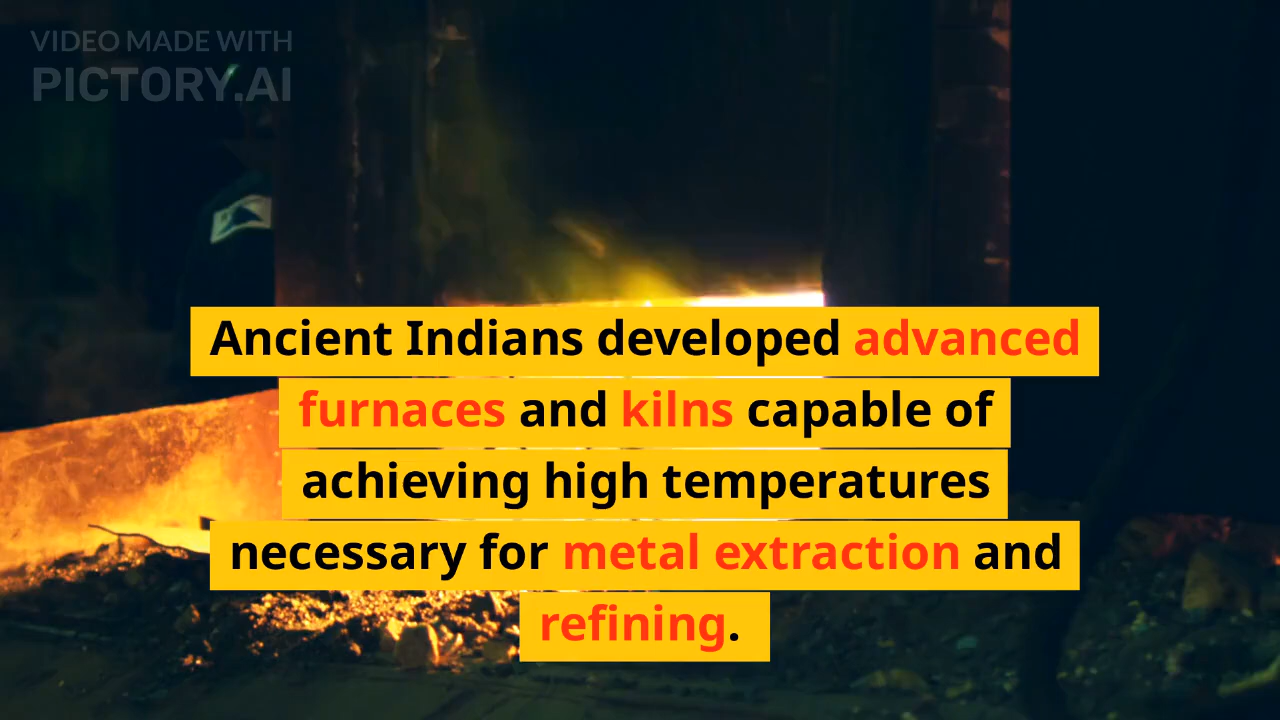 VIDEO MADE WITH
PICTORY.AI
Ancient Indians developed advanced
furnaces and kilns capable of
achieving high temperatures
necessary for metal extraction and
refining.